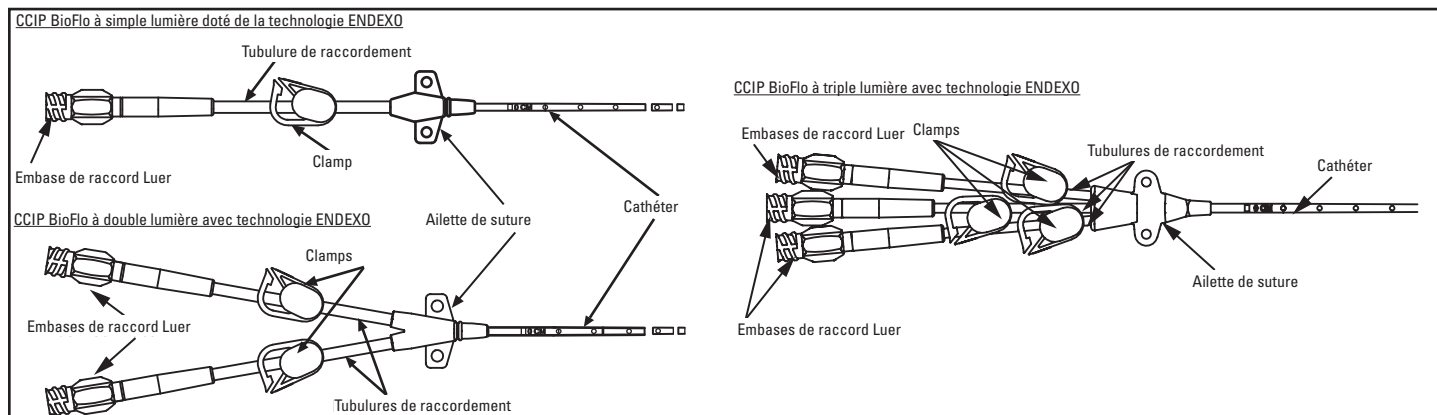 CCIP BioFlo à simple lumière doté de la technologie ENDEXO
Tubulure de raccordement
Clamp
Embase de raccord Luer
CCIP BioFlo à double lumière avec technologie ENDEXO
Ailette de suture
Cathéter
Clamps
Embases de raccord Luer
Tubulures de raccordement
CCIP BioFlo à triple lumière avec technologie ENDEXO
Embases de raccord Luer
Clamps
Tubulures de raccordement
Cathéter
Ailette de suture
Embases de raccord Luer